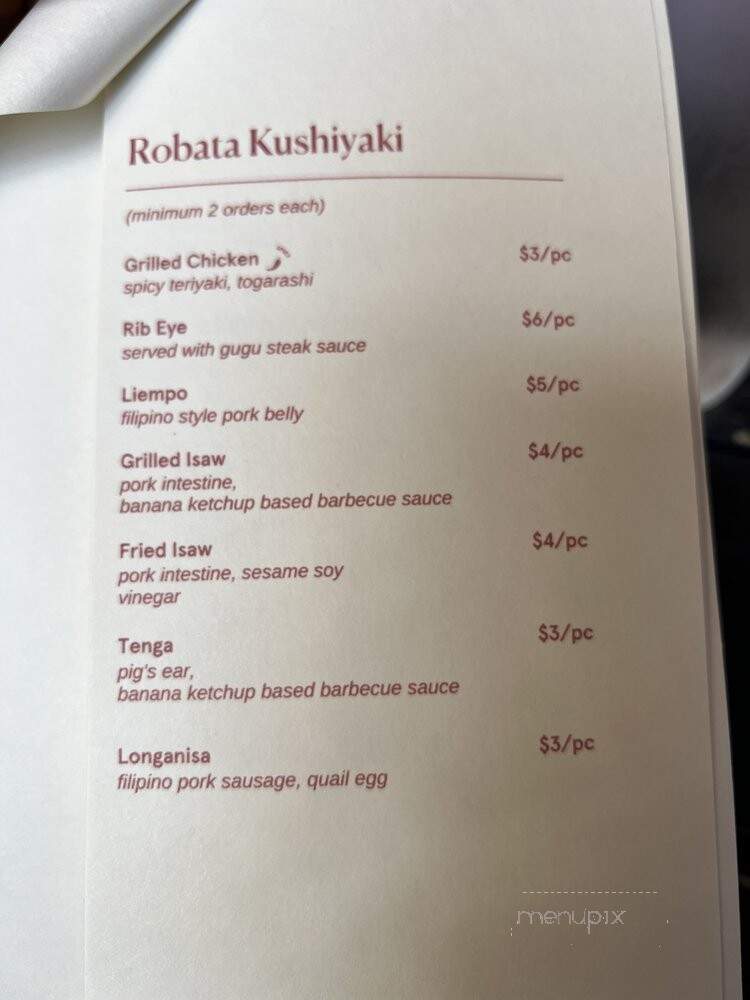 Robata Kushiyaki
(minimum 2 orders each)
Grilled Chicken $3/pc
spicy teriyaki, togarashi
Rib Eye $6/pc
served with gugu steak sauce
Liempo $5/pc
filipino style pork belly
Grilled Isaw $4/pc
pork intestine,
banana ketchup based barbecue sauce
Fried Isaw $4/pc
pork intestine, sesame soy
vinegar
Tenga $3/pc
pig's ear,
banana ketchup based barbecue sauce
Longanisa $3/pc
filipino pork sausage, quail egg
menupix